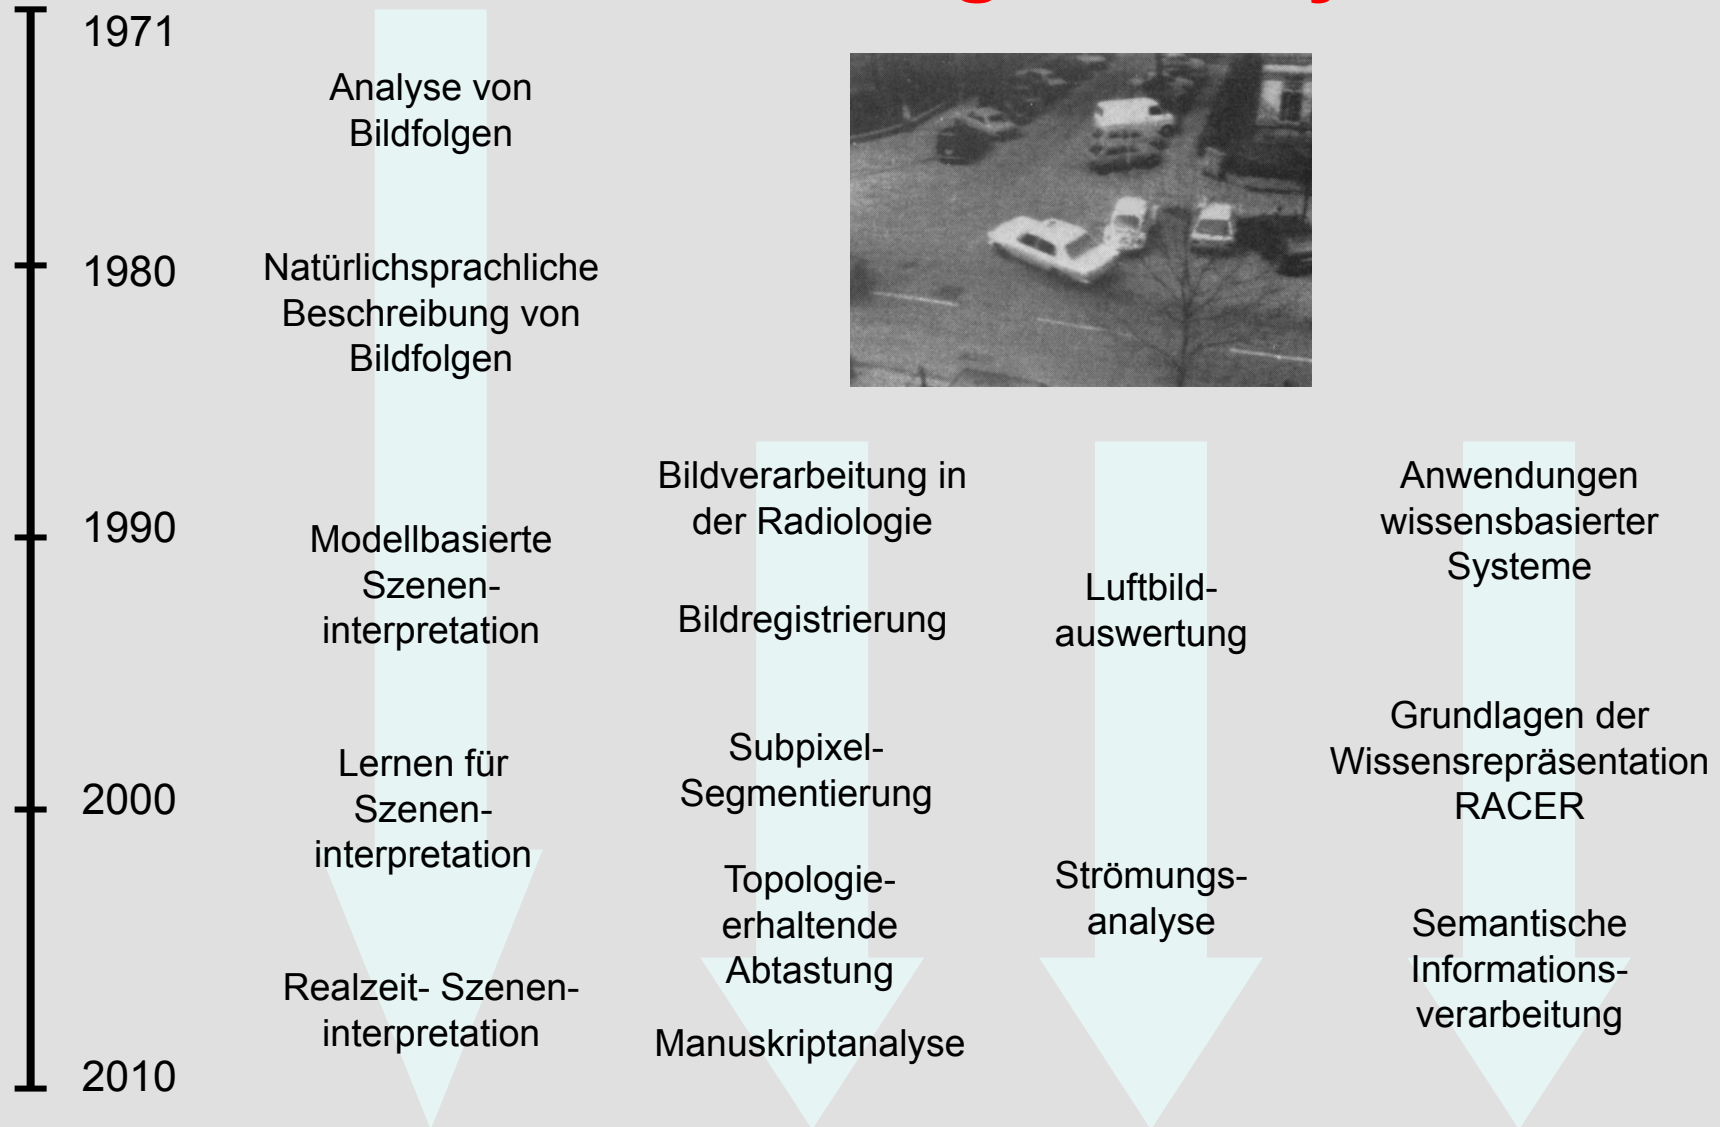 1971
Analyse von
Bildfolgen
1980
Natürlichsprachliche
Beschreibung von
Bildfolgen
1990
Modellbasierte
Szenen-
interpretation
2000
Lernen für
Szenen-
interpretation
Realzeit- Szenen-
interpretation
2010
Bildverarbeitung in
der Radiologie
Bildregistrierung
Subpixel-
Segmentierung
Topologie-
erhaltende
Abtastung
Manuskriptanalyse
Luftbild-
auswertung
Strömungs-
analyse
Anwendungen
wissensbasierter
Systeme
Grundlagen der
Wissensrepräsentation
RACER
Semantische
Informations-
verarbeitung